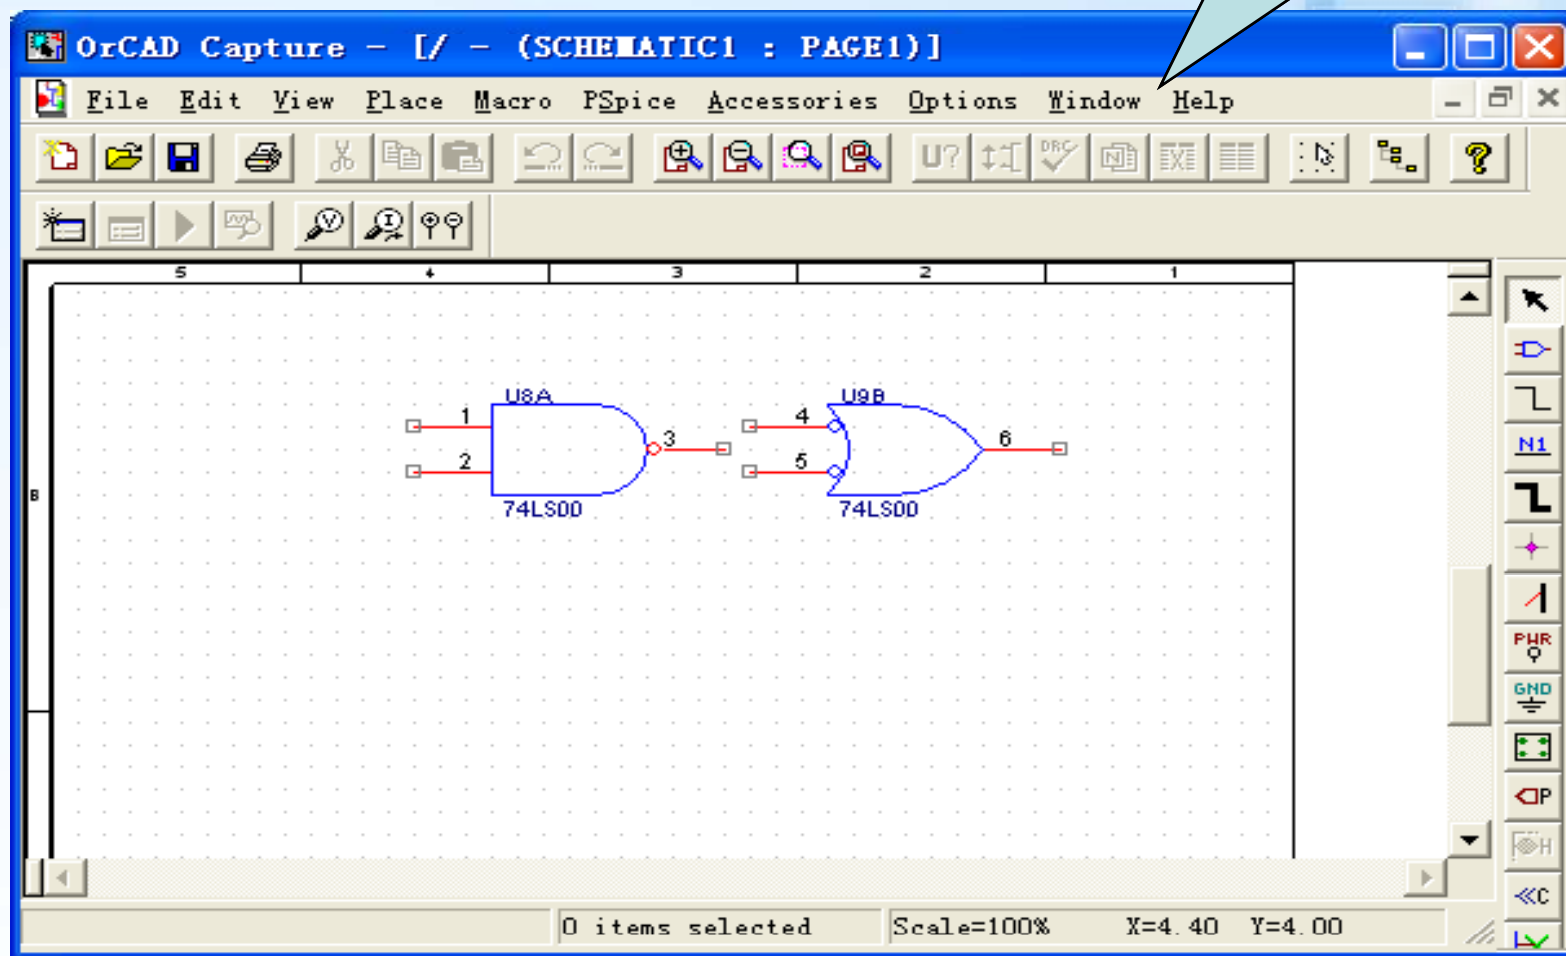 OrCAD Capture - [/ - (SCHEMATIC1 : PAGE1)]
File Edit View Place Macro PSpice Accessories Options Window Help
U? DRC
V I
5 4 3 2 1
U8A U9B
1 3 4 6
2 5
74LS00 74LS00
B
N1
PWR
GND
P
H
C
0 items selected Scale=100% X=4.40 Y=4.00